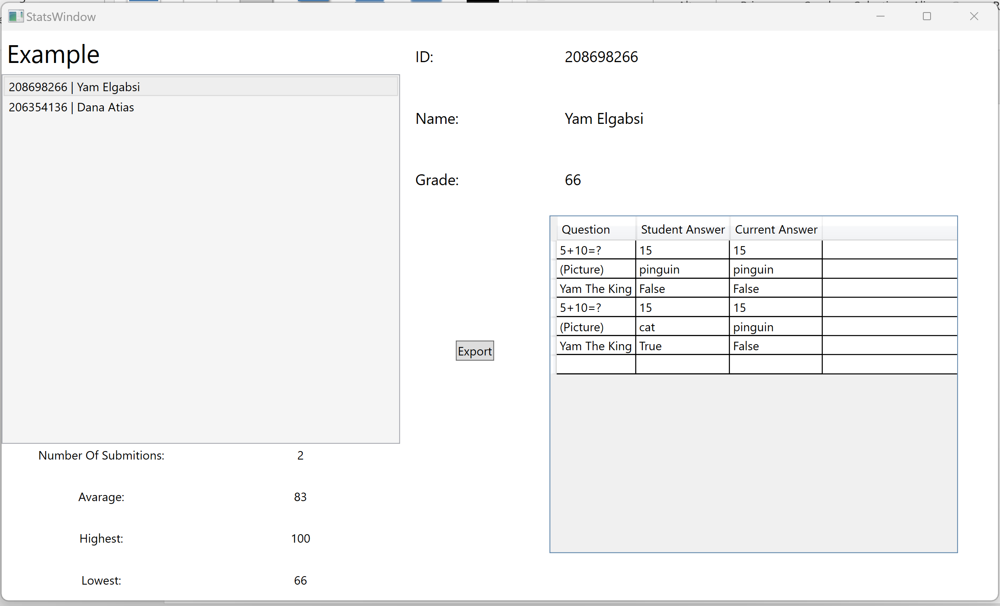 StatsWindow
Example
208698266 | Yam Elgabsi
206354136 | Dana Atias
Number Of Submitions: 2
Avarage: 83
Highest: 100
Lowest: 66
ID: 208698266
Name: Yam Elgabsi
Grade: 66
Export
Question Student Answer Current Answer
5+10=? 15 15
(Picture) pinguin pinguin
Yam The King False False
5+10=? 15 15
(Picture) cat pinguin
Yam The King True False